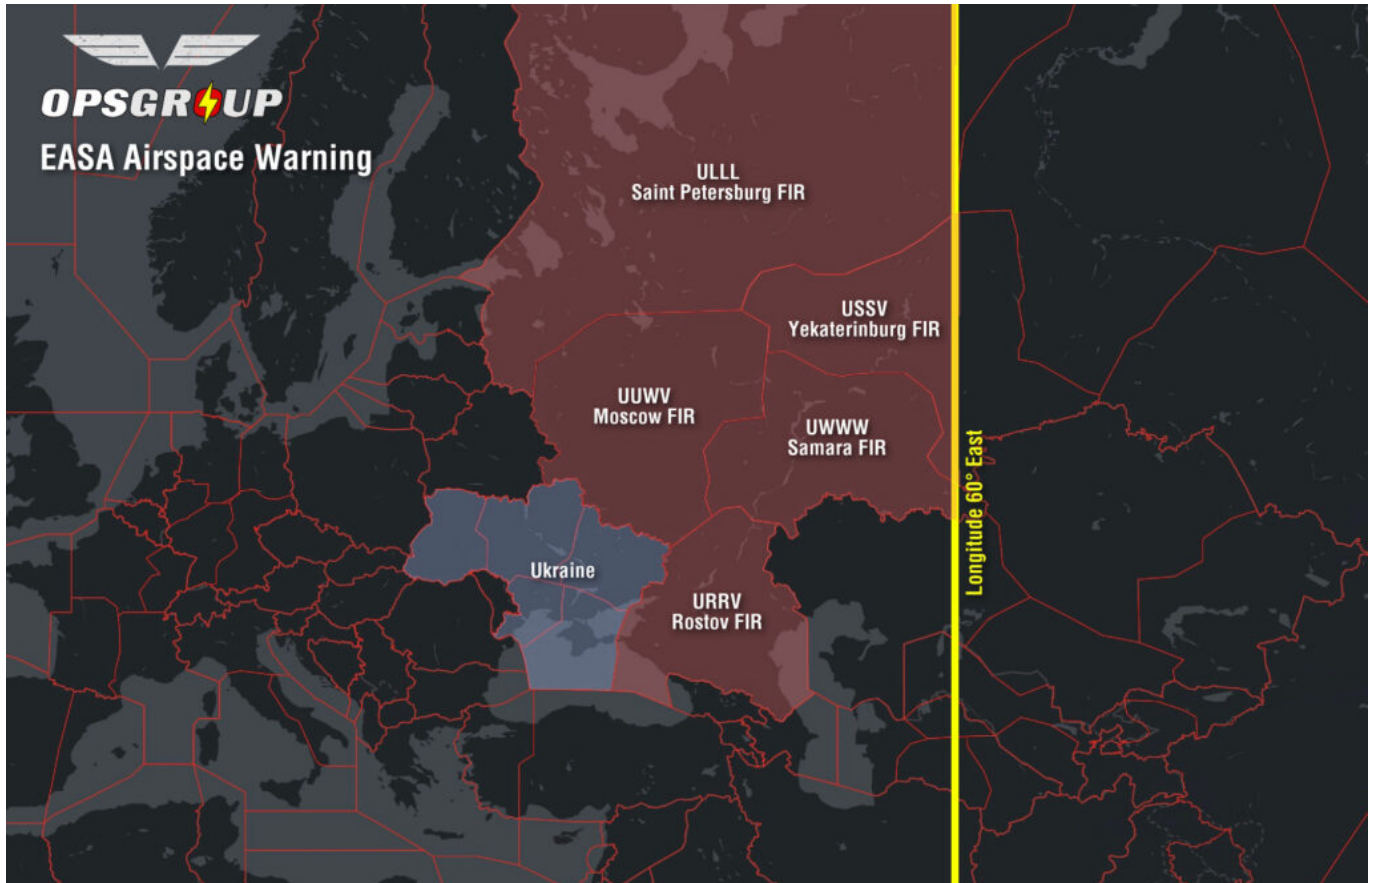 OPSGROUP
EASA Airspace Warning
ULLL
Saint Petersburg FIR
USSV
Yekaterinburg FIR
UUWV
Moscow FIR
UWWW
Samara FIR
Longitude 60° East
Ukraine
URRV
Rostov FIR